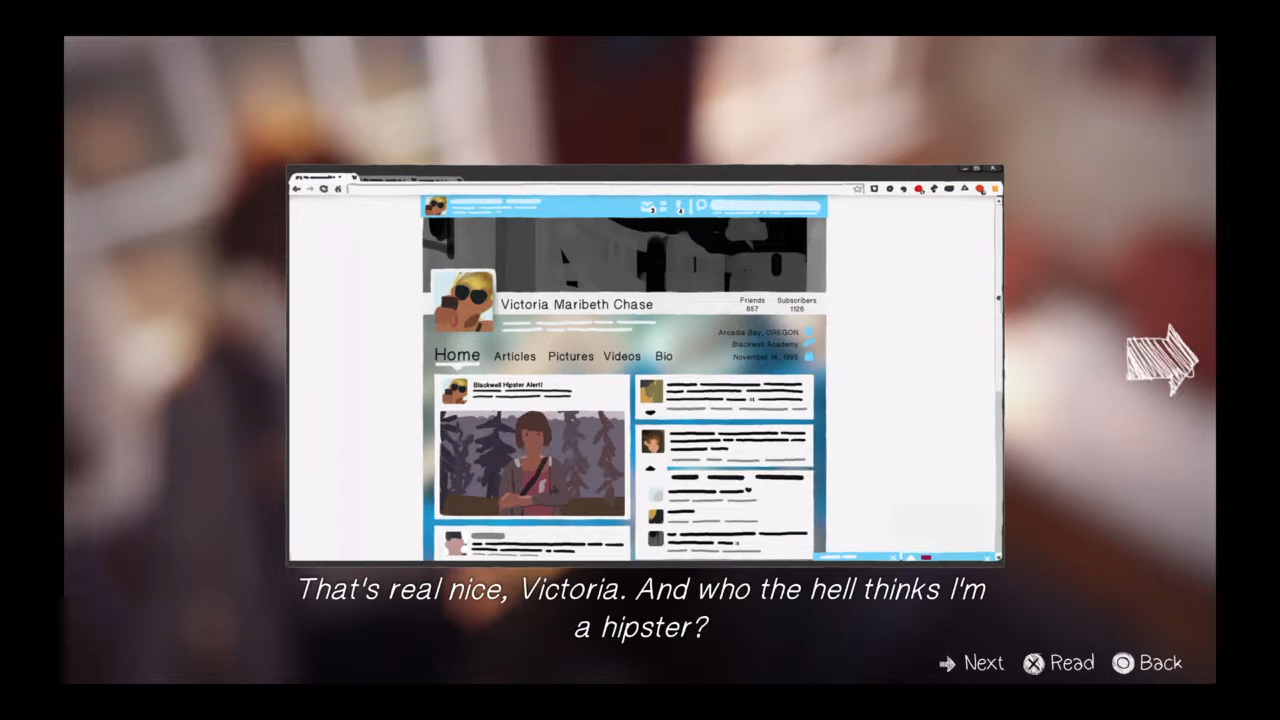 Victoria Maribeth Chase
Friends
857
Subscribers
1126
Arcadia Bay, OREGON
Blackwell Academy
November 14, 1995
Home Articles Pictures Videos Bio
Blackwell Hipster Alert!
That's real nice, Victoria. And who the hell thinks I'm
a hipster?
Next Read Back